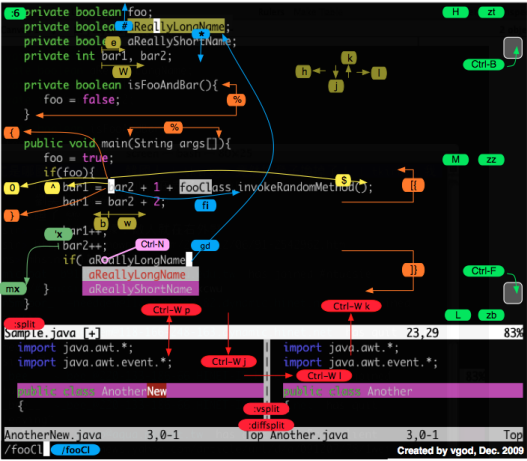 :6 private boolean foo; H zt
private boolean # aReallyLongName;
private boolean aReallyShortName; *
e
private int bar1, bar2; k
W h l Ctrl-B
j
private boolean isFooAndBar(){
foo = false; %
}
{ %
public void main(String args[]){
foo = true; M zz
if(foo){
0 ^ bar1 = bar2 + 1 + fooClass.invokeRandomMethod(); $ [{
} bar1 = bar2 + 2; fi
b w
'x bar1++; Ctrl-N gd
bar2++;
if( aReallyLongName ]} Ctrl-F
aReallyLongName
mx } aReallyShortName
} Ctrl-W p Ctrl-W k
:split L zb
Sample.java [+] 23,29 83%
import java.awt.*; import java.awt.*;
import java.awt.event.*; Ctrl-W j import java.awt.event.*;
Ctrl-W l
public class AnotherNew public class Another
{ :vsplit {
:diffsplit
AnotherNew.java 3,0-1 Top Another.java 3,0-1 Top
/fooCl /fooCl Created by vgod, Dec. 2009